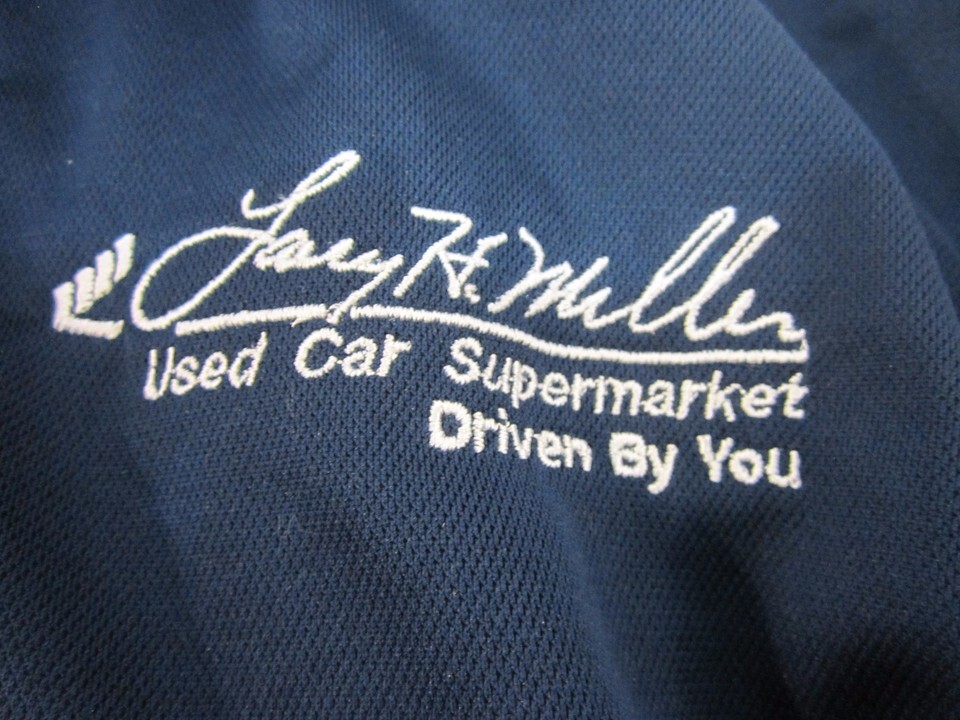 Larry H. Miller
Used Car Supermarket
Driven By You